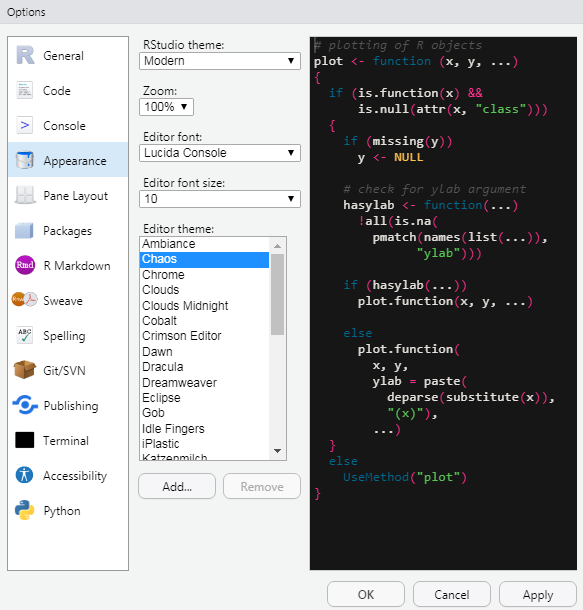 Options
General
Code
> Console
Appearance
Pane Layout
Packages
Rmd R Markdown
Rnw Sweave
ABC Spelling
Git/SVN
Publishing
Terminal
Accessibility
Python
RStudio theme:
Modern
Zoom:
100%
Editor font:
Lucida Console
Editor font size:
10
Editor theme:
Ambiance
Chaos
Chrome
Clouds
Clouds Midnight
Cobalt
Crimson Editor
Dawn
Dracula
Dreamweaver
Eclipse
Gob
Idle Fingers
iPlastic
Katzenmilch
Add...
Remove
# plotting of R objects
plot <- function (x, y, ...)
{
  if (is.function(x) &&
      is.null(attr(x, "class")))
  {
    if (missing(y))
      y <- NULL
    # check for ylab argument
    hasylab <- function(...)
      !all(is.na(
        pmatch(names(list(...)),
              "ylab")))
    if (hasylab(...))
      plot.function(x, y, ...)
    else
      plot.function(
        x, y,
        ylab = paste(
          deparse(substitute(x)),
          "(x)"),
        ...)
  }
  else
    UseMethod("plot")
}
OK
Cancel
Apply